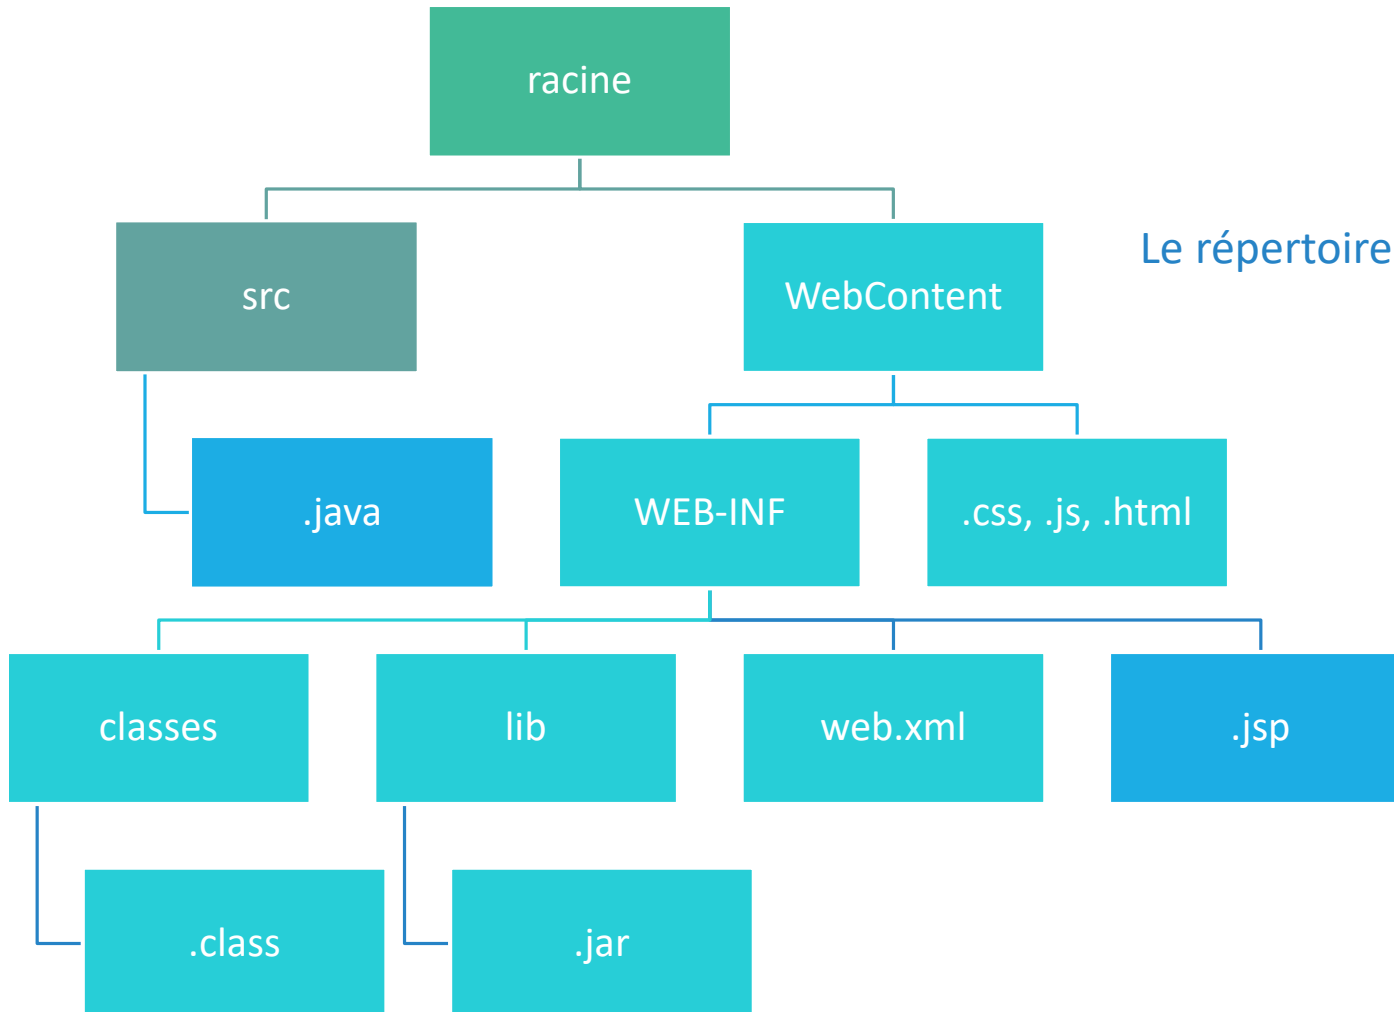 racine
src
WebContent
Le répertoire
.java
WEB-INF
.css, .js, .html
classes
lib
web.xml
.jsp
.class
.jar